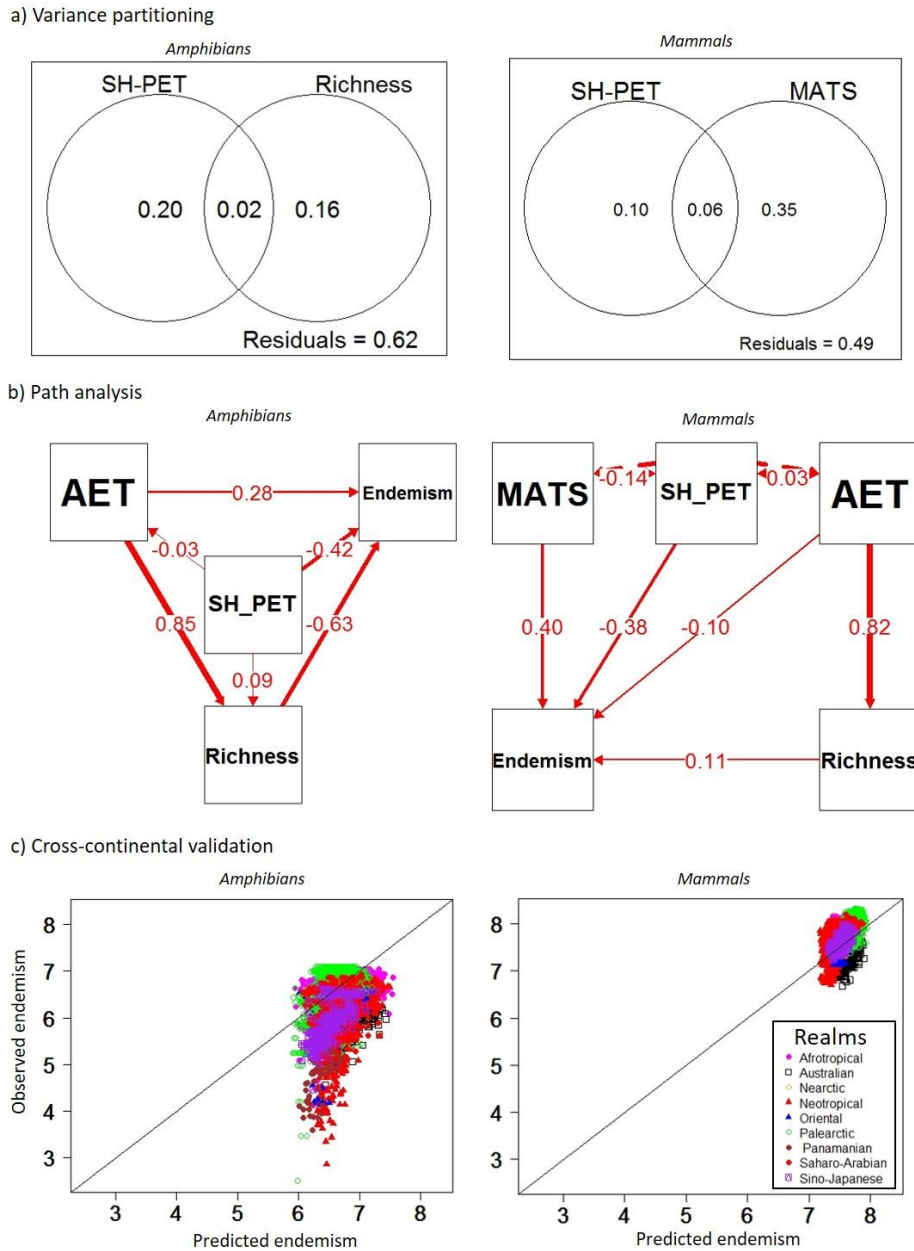 a) Variance partitioning
Amphibians
SH-PET Richness
0.20 0.02 0.16
Residuals = 0.62
Mammals
SH-PET MATS
0.10 0.06 0.35
Residuals = 0.49
b) Path analysis
Amphibians
AET
Endemism
0.28
-0.03
-0.42
SH_PET
0.85
-0.63
0.09
Richness
Mammals
MATS
-0.14
SH_PET
0.03
AET
0.40
-0.38
-0.10
0.82
Endemism
0.11
Richness
c) Cross-continental validation
Amphibians
Observed endemism
8
7
6
5
4
3
3 4 5 6 7 8
Predicted endemism
Mammals
8
7
6
5
4
3
3 4 5 6 7 8
Predicted endemism
Realms
Afrotropical
Australian
Nearctic
Neotropical
Oriental
Palearctic
Panamanian
Saharo-Arabian
Sino-Japanese